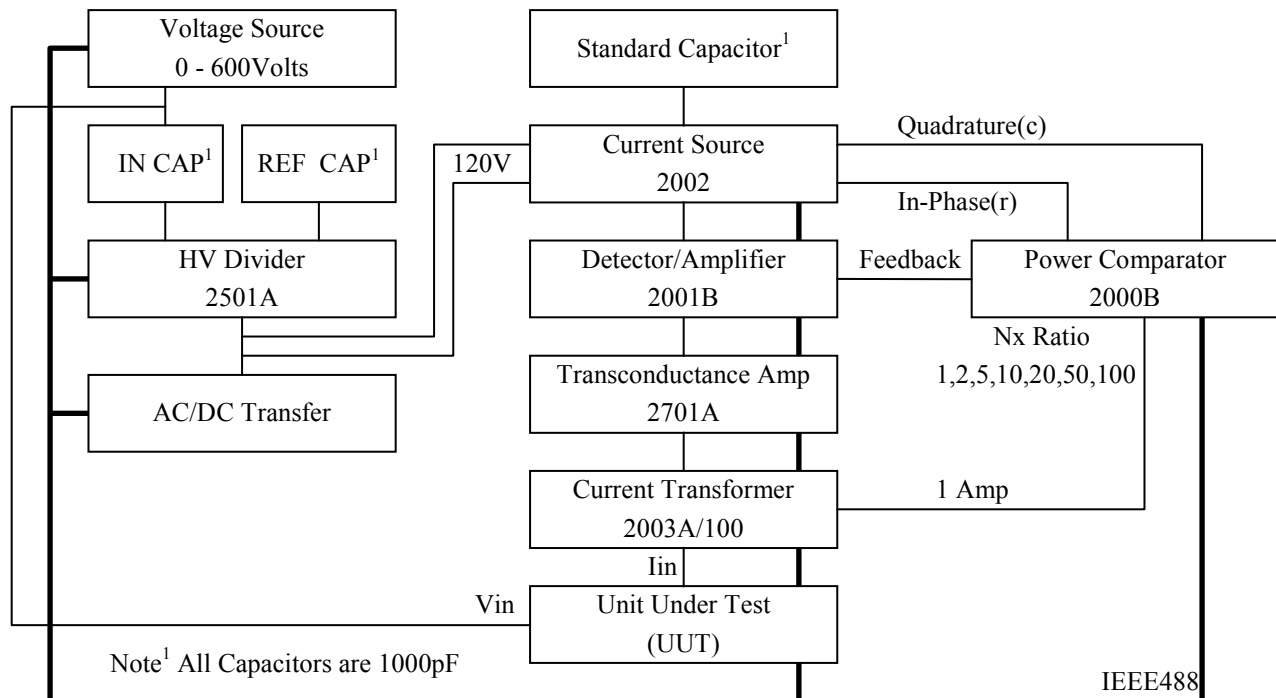 Voltage Source
0 - 600Volts
Standard Capacitor¹
IN CAP¹
REF CAP¹
120V
Current Source
2002
Quadrature(c)
In-Phase(r)
HV Divider
2501A
Detector/Amplifier
2001B
Feedback
Power Comparator
2000B
Nx Ratio
1,2,5,10,20,50,100
AC/DC Transfer
Transconductance Amp
2701A
Current Transformer
2003A/100
1 Amp
Iin
Vin
Unit Under Test
(UUT)
Note¹ All Capacitors are 1000pF
IEEE488